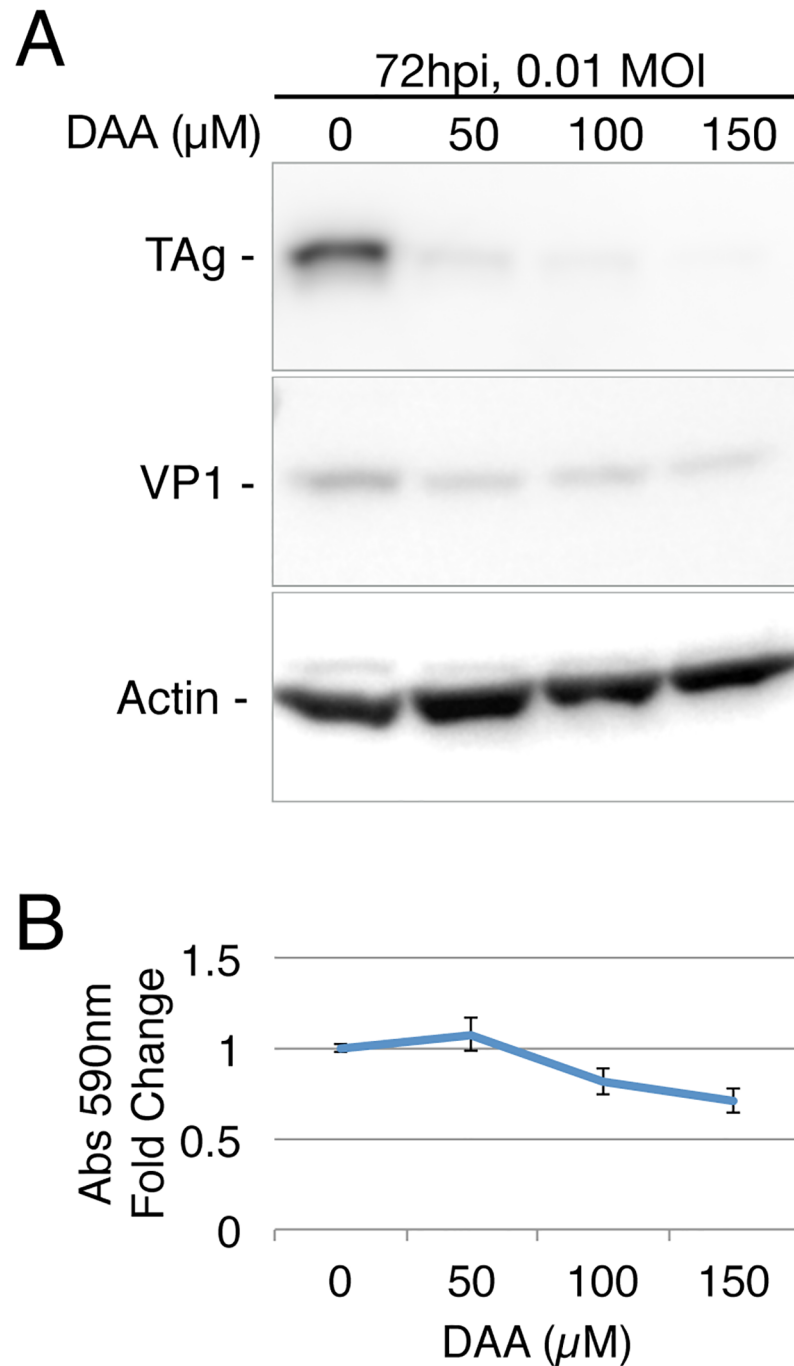 A
72hpi, 0.01 MOI
DAA (µM) 0 50 100 150
TAg -
VP1 -
Actin -
B
Abs 590nm
Fold Change
1.5
1
0.5
0
0 50 100 150
DAA (µM)